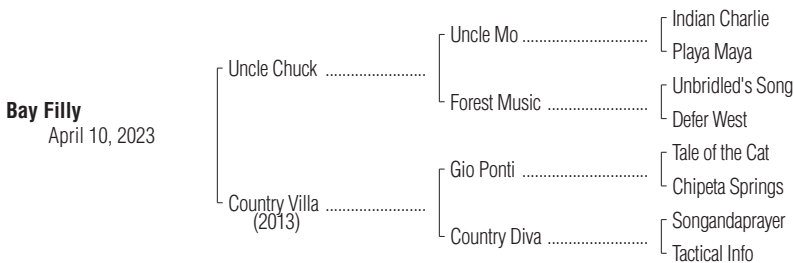 Bay Filly
April 10, 2023
Uncle Chuck ........................
Country Villa ........................
(2013)
Uncle Mo ..............................
Forest Music ........................
Gio Ponti ..............................
Country Diva ........................
Indian Charlie
Playa Maya
Unbridled's Song
Defer West
Tale of the Cat
Chipeta Springs
Songandaprayer
Tactical Info